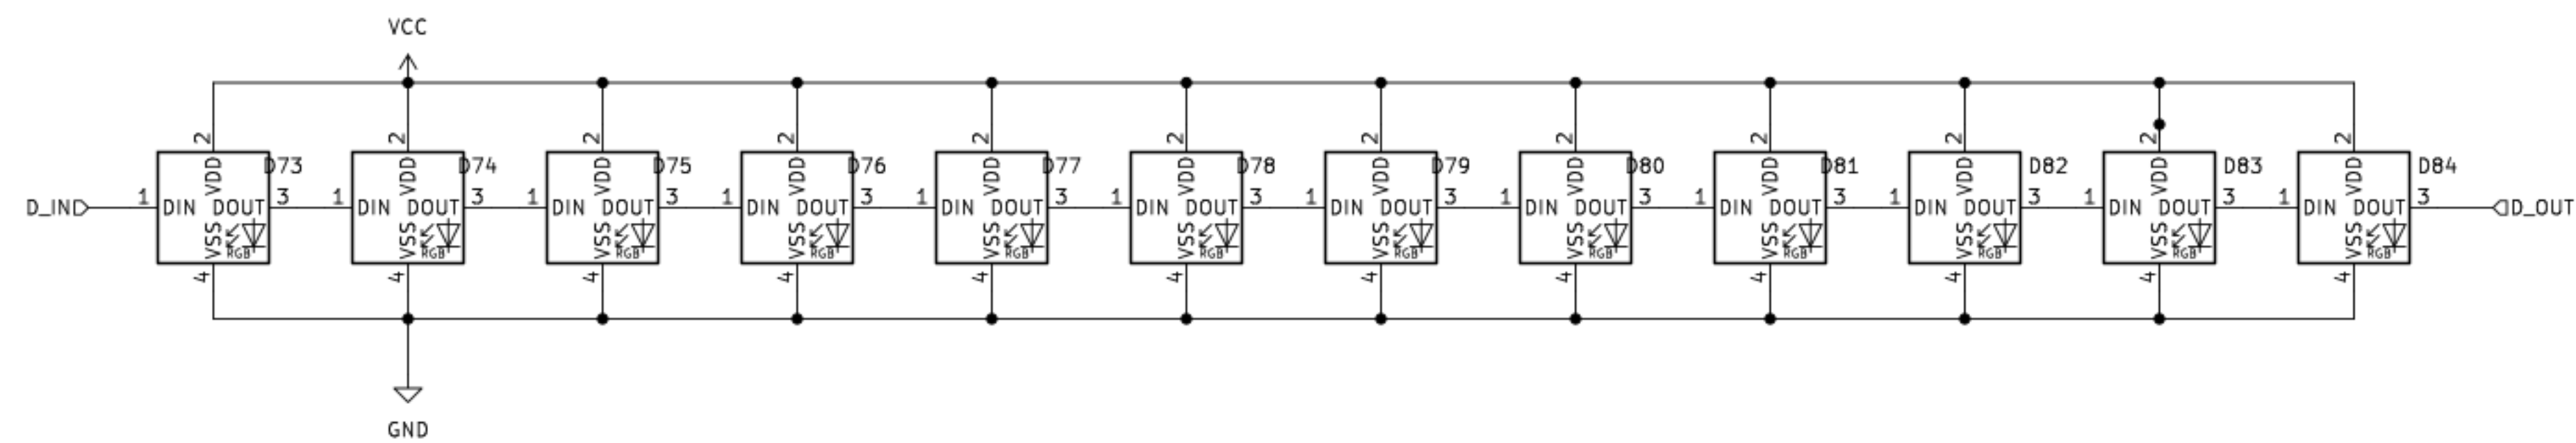 VCC
2 2 2 2 2 2 2 2 2 2 2 2
VDD D73 VDD D74 VDD D75 VDD D76 VDD D77 VDD D78 VDD D79 VDD D80 VDD D81 VDD D82 VDD D83 VDD D84
D_IN 1 DIN DOUT 3 1 DIN DOUT 3 1 DIN DOUT 3 1 DIN DOUT 3 1 DIN DOUT 3 1 DIN DOUT 3 1 DIN DOUT 3 1 DIN DOUT 3 1 DIN DOUT 3 1 DIN DOUT 3 1 DIN DOUT 3 1 DIN DOUT 3 D_OUT
VSS RGB VSS RGB VSS RGB VSS RGB VSS RGB VSS RGB VSS RGB VSS RGB VSS RGB VSS RGB VSS RGB VSS RGB
4 4 4 4 4 4 4 4 4 4 4 4
GND